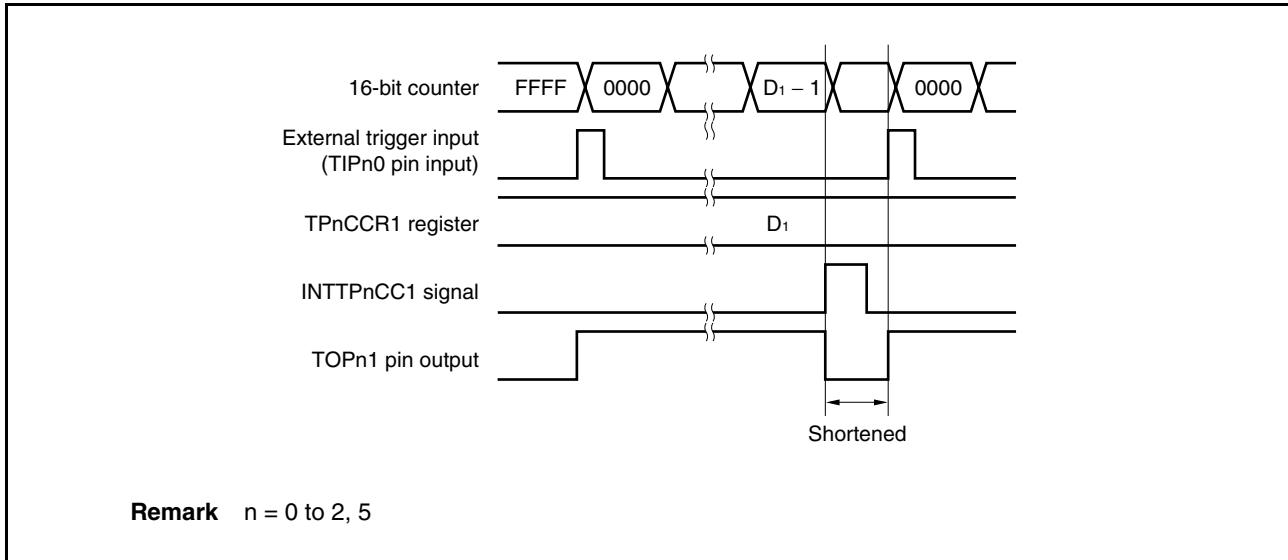 16-bit counter FFFF 0000 D₁ – 1 0000
External trigger input
(TIPn0 pin input)
TPnCCR1 register D₁
INTTPnCC1 signal
TOPn1 pin output
Shortened
Remark n = 0 to 2, 5